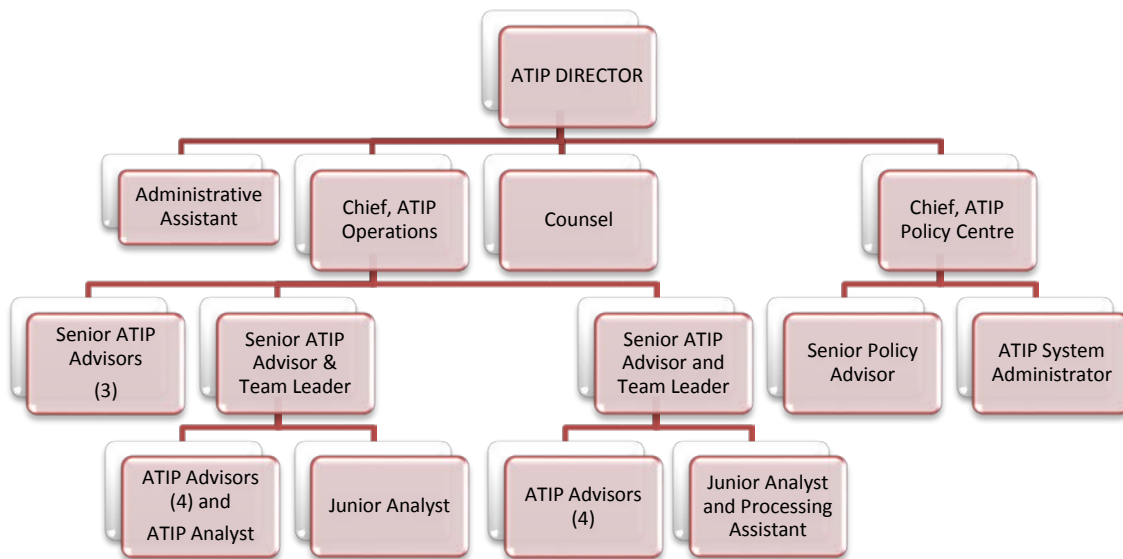 ATIP DIRECTOR
Administrative
Assistant
Chief, ATIP
Operations
Counsel
Chief, ATIP
Policy Centre
Senior ATIP
Advisors
(3)
Senior ATIP
Advisor &
Team Leader
Senior ATIP
Advisor and
Team Leader
Senior Policy
Advisor
ATIP System
Administrator
ATIP Advisors
(4) and
ATIP Analyst
Junior Analyst
ATIP Advisors
(4)
Junior Analyst
and Processing
Assistant